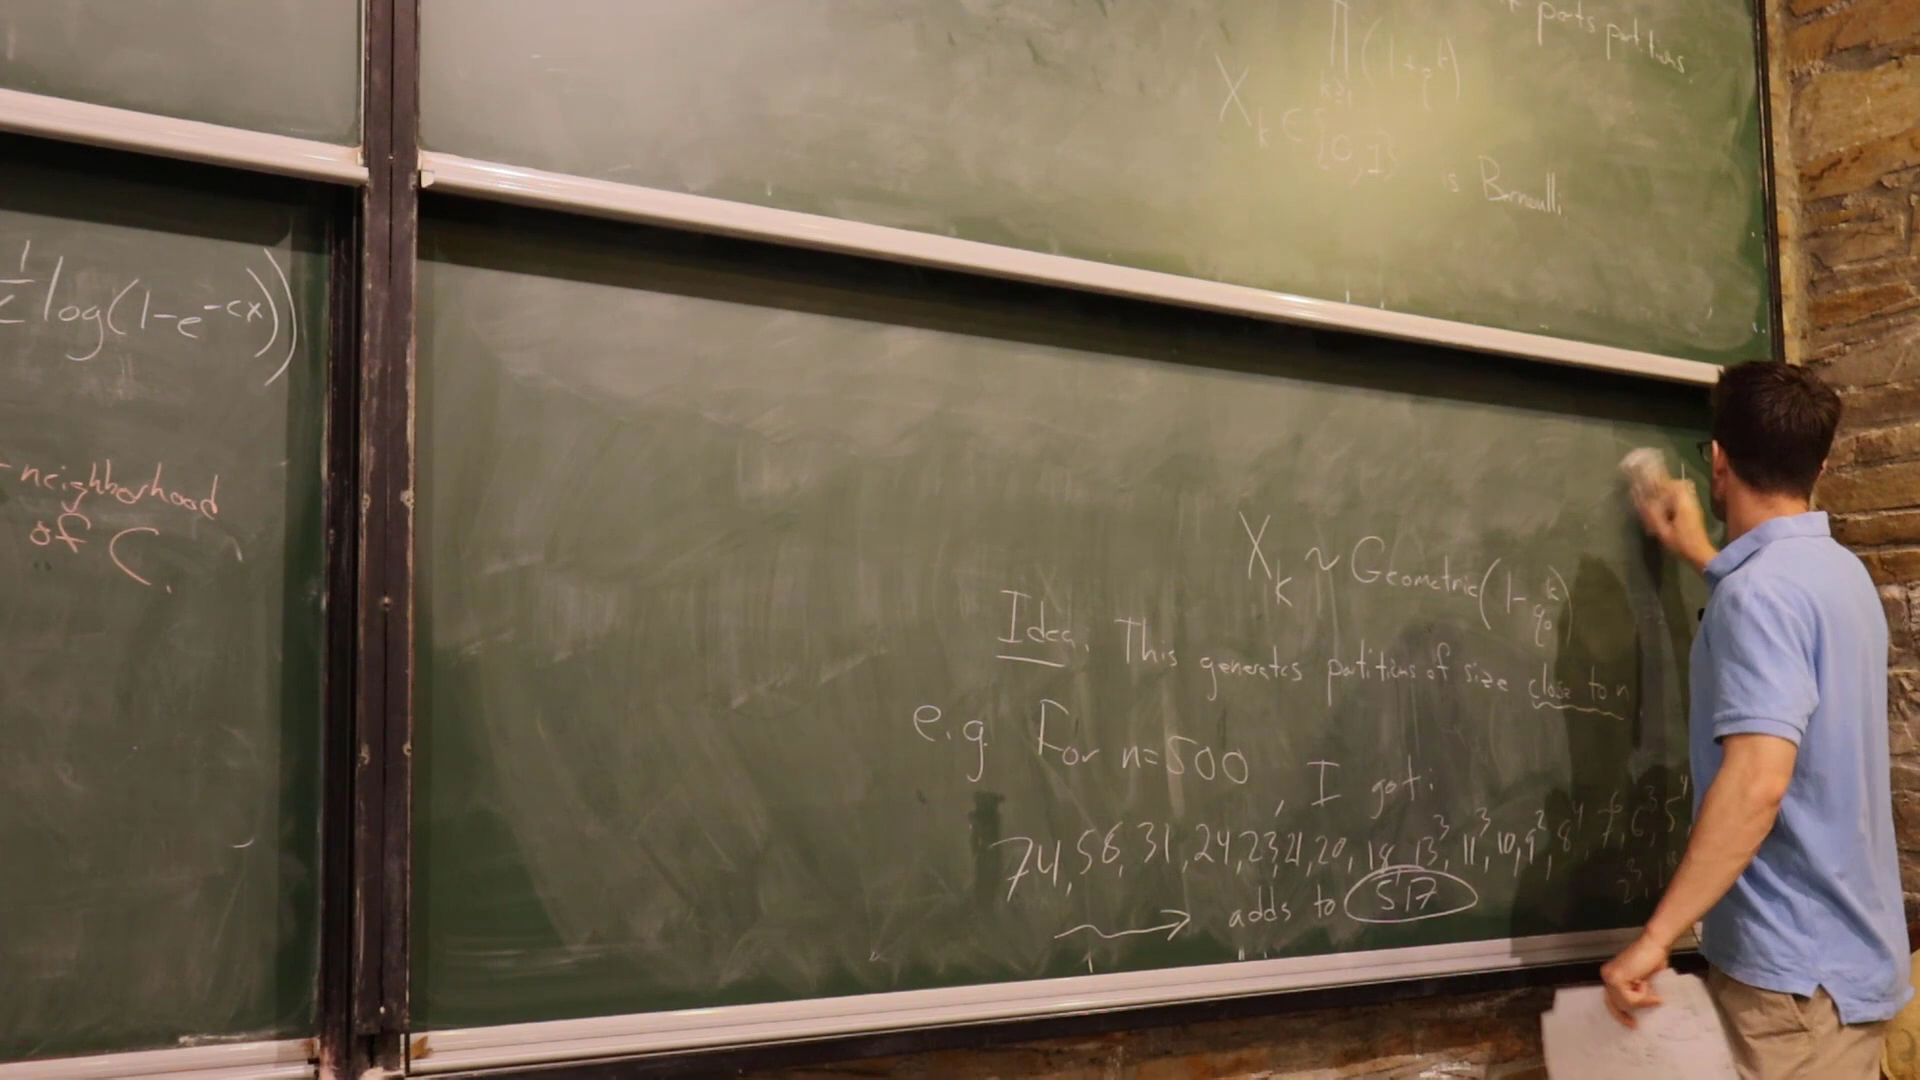 log(1-e^{-cx}))
neighborhood
of C.
parts partitions.
∏_{k≥1} (1+q^k)
X_k ∈ {0,1} is Bernoulli
X_k ~ Geometric(1-q_0^k)
Idea. This generates partitions of size close to n
e.g. For n=500, I got:
74, 56, 31, 24, 23, 21, 20, 18, 13^3, 11^3, 10, 9^2, 8^4, 7, 6^3, 5^4
2^3,
adds to 517